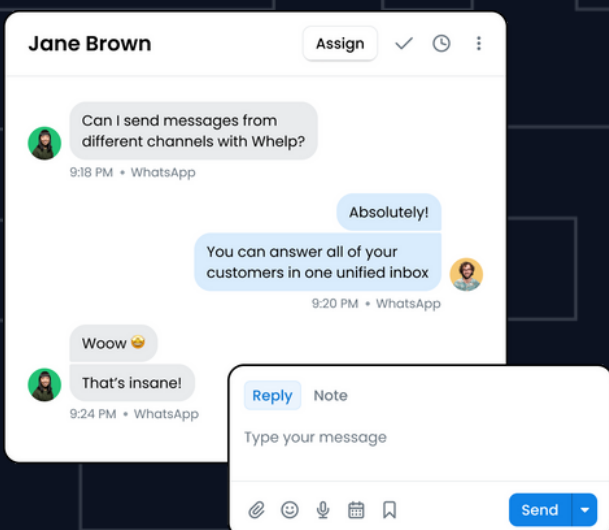 Jane Brown
Assign
Can I send messages from
different channels with Whelp?
9:18 PM • WhatsApp
Absolutely!
You can answer all of your
customers in one unified inbox
9:20 PM • WhatsApp
Woow 🤩
That's insane!
9:24 PM • WhatsApp
Reply Note
Type your message
Send